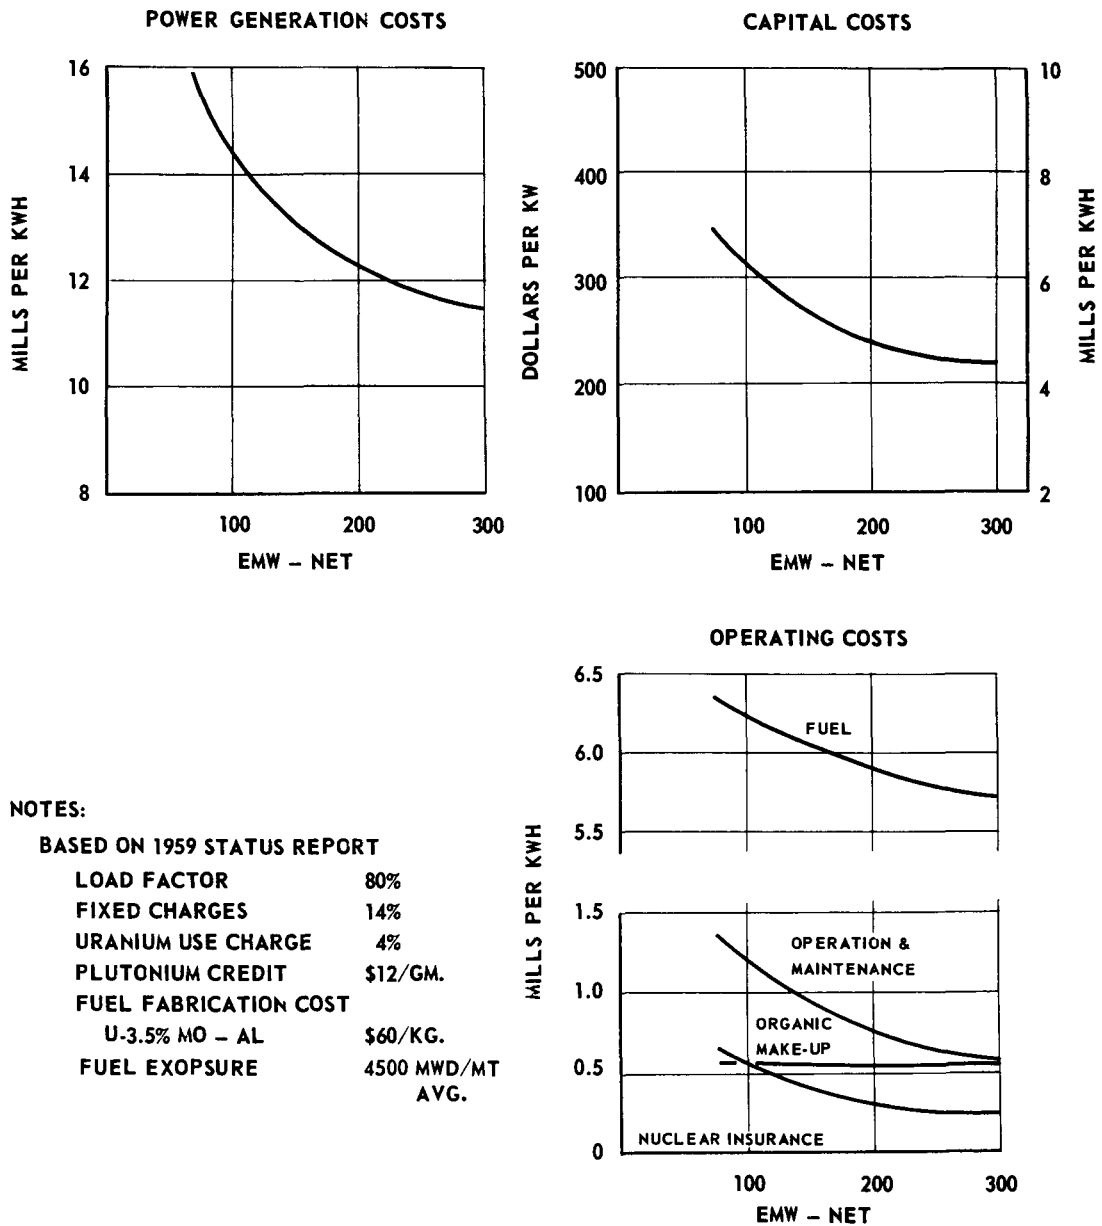 POWER GENERATION COSTS
16
14
12
10
8
MILLS PER KWH
100 200 300
EMW – NET
CAPITAL COSTS
500
400
300
200
100
DOLLARS PER KW
10
8
6
4
2
MILLS PER KWH
100 200 300
EMW – NET
OPERATING COSTS
6.5
6.0
5.5
1.5
1.0
0.5
0
MILLS PER KWH
FUEL
OPERATION &
MAINTENANCE
ORGANIC
MAKE-UP
NUCLEAR INSURANCE
100 200 300
EMW – NET
NOTES:
BASED ON 1959 STATUS REPORT
LOAD FACTOR 80%
FIXED CHARGES 14%
URANIUM USE CHARGE 4%
PLUTONIUM CREDIT $12/GM.
FUEL FABRICATION COST
U-3.5% MO – AL $60/KG.
FUEL EXOPSURE 4500 MWD/MT
AVG.